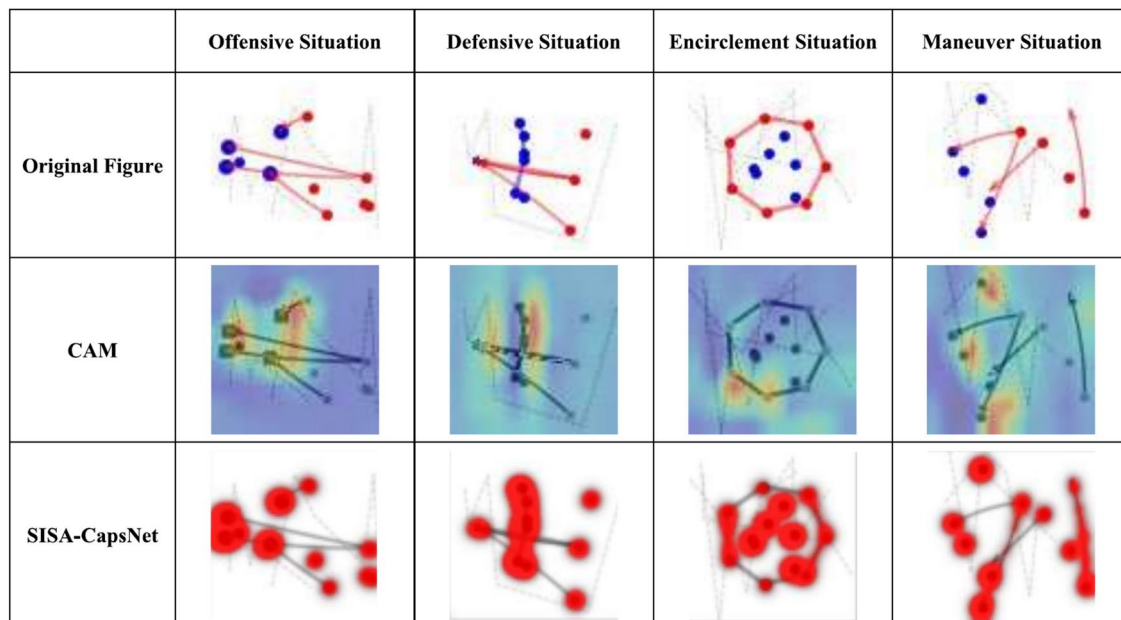 Offensive Situation
Defensive Situation
Encirclement Situation
Maneuver Situation
Original Figure
CAM
SISA-CapsNet